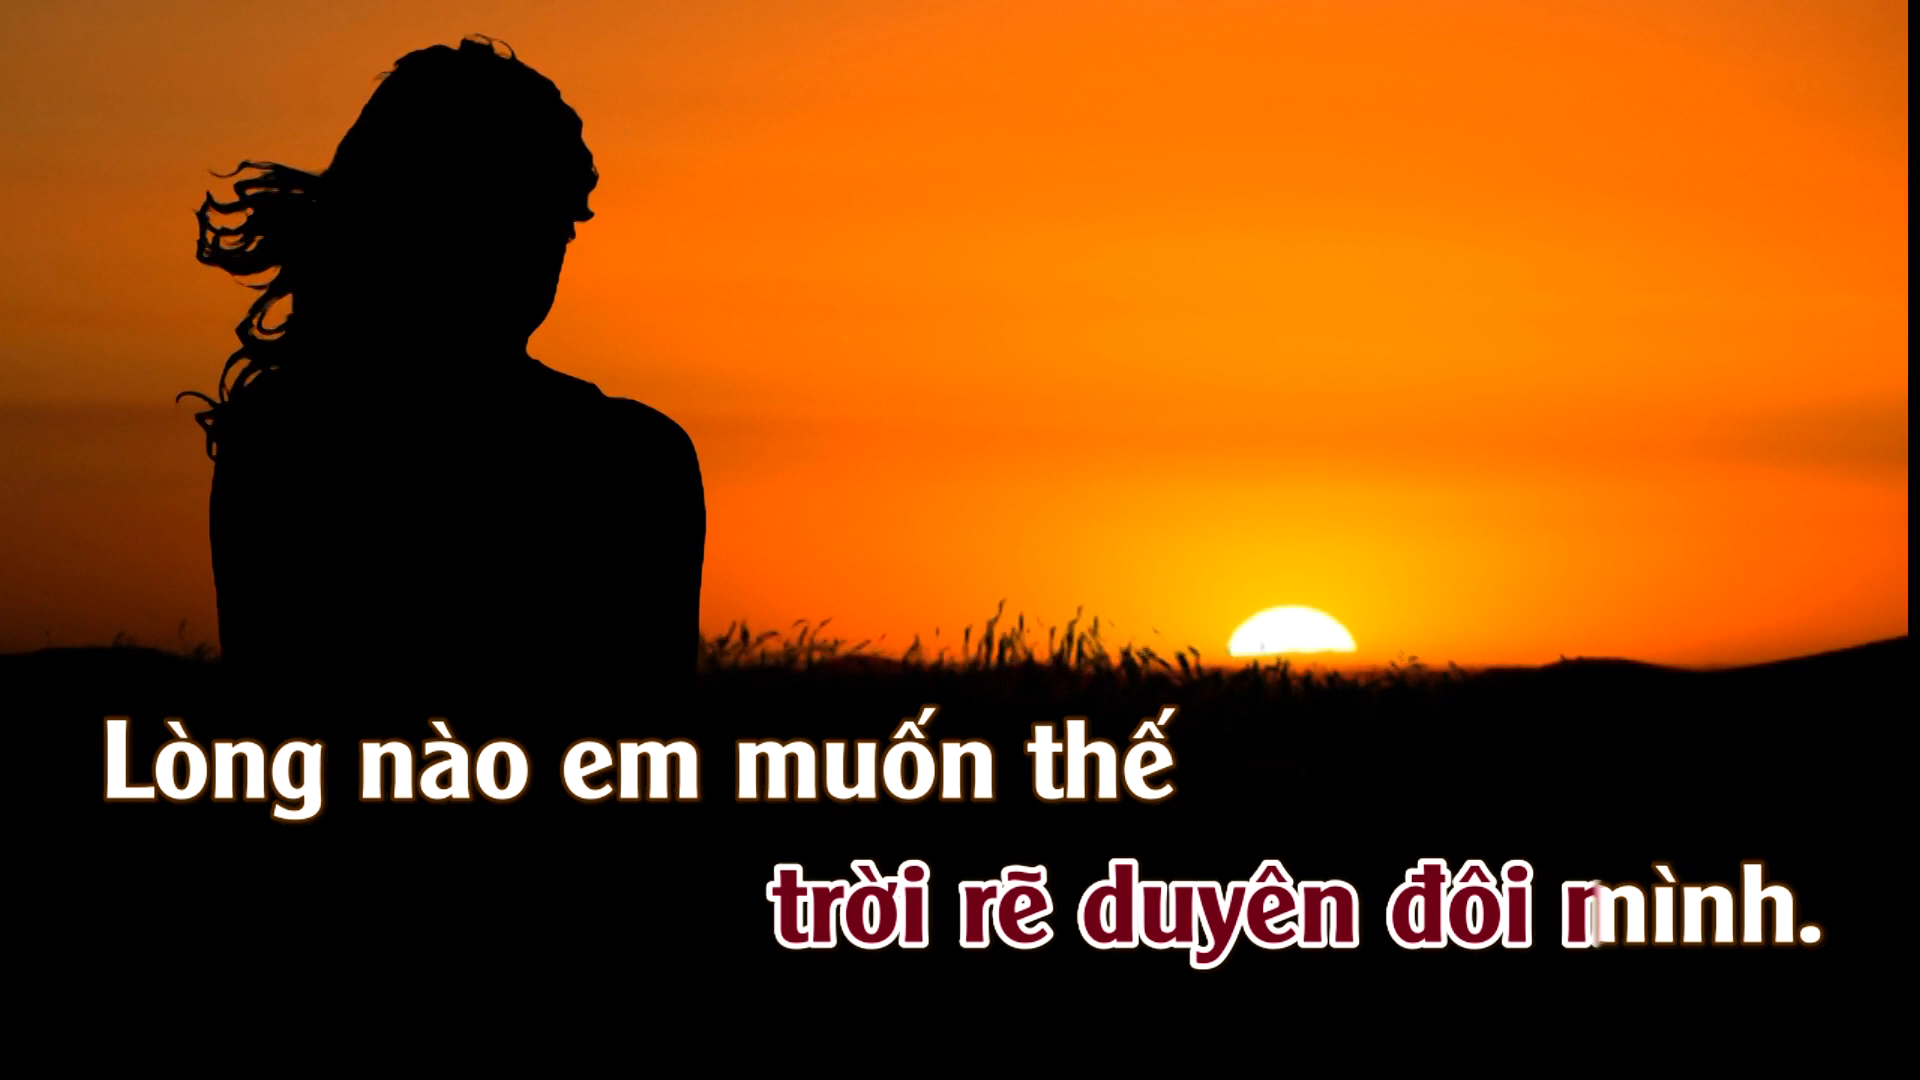 Lòng nào em muốn thế
trời rẽ duyên đôi mình.